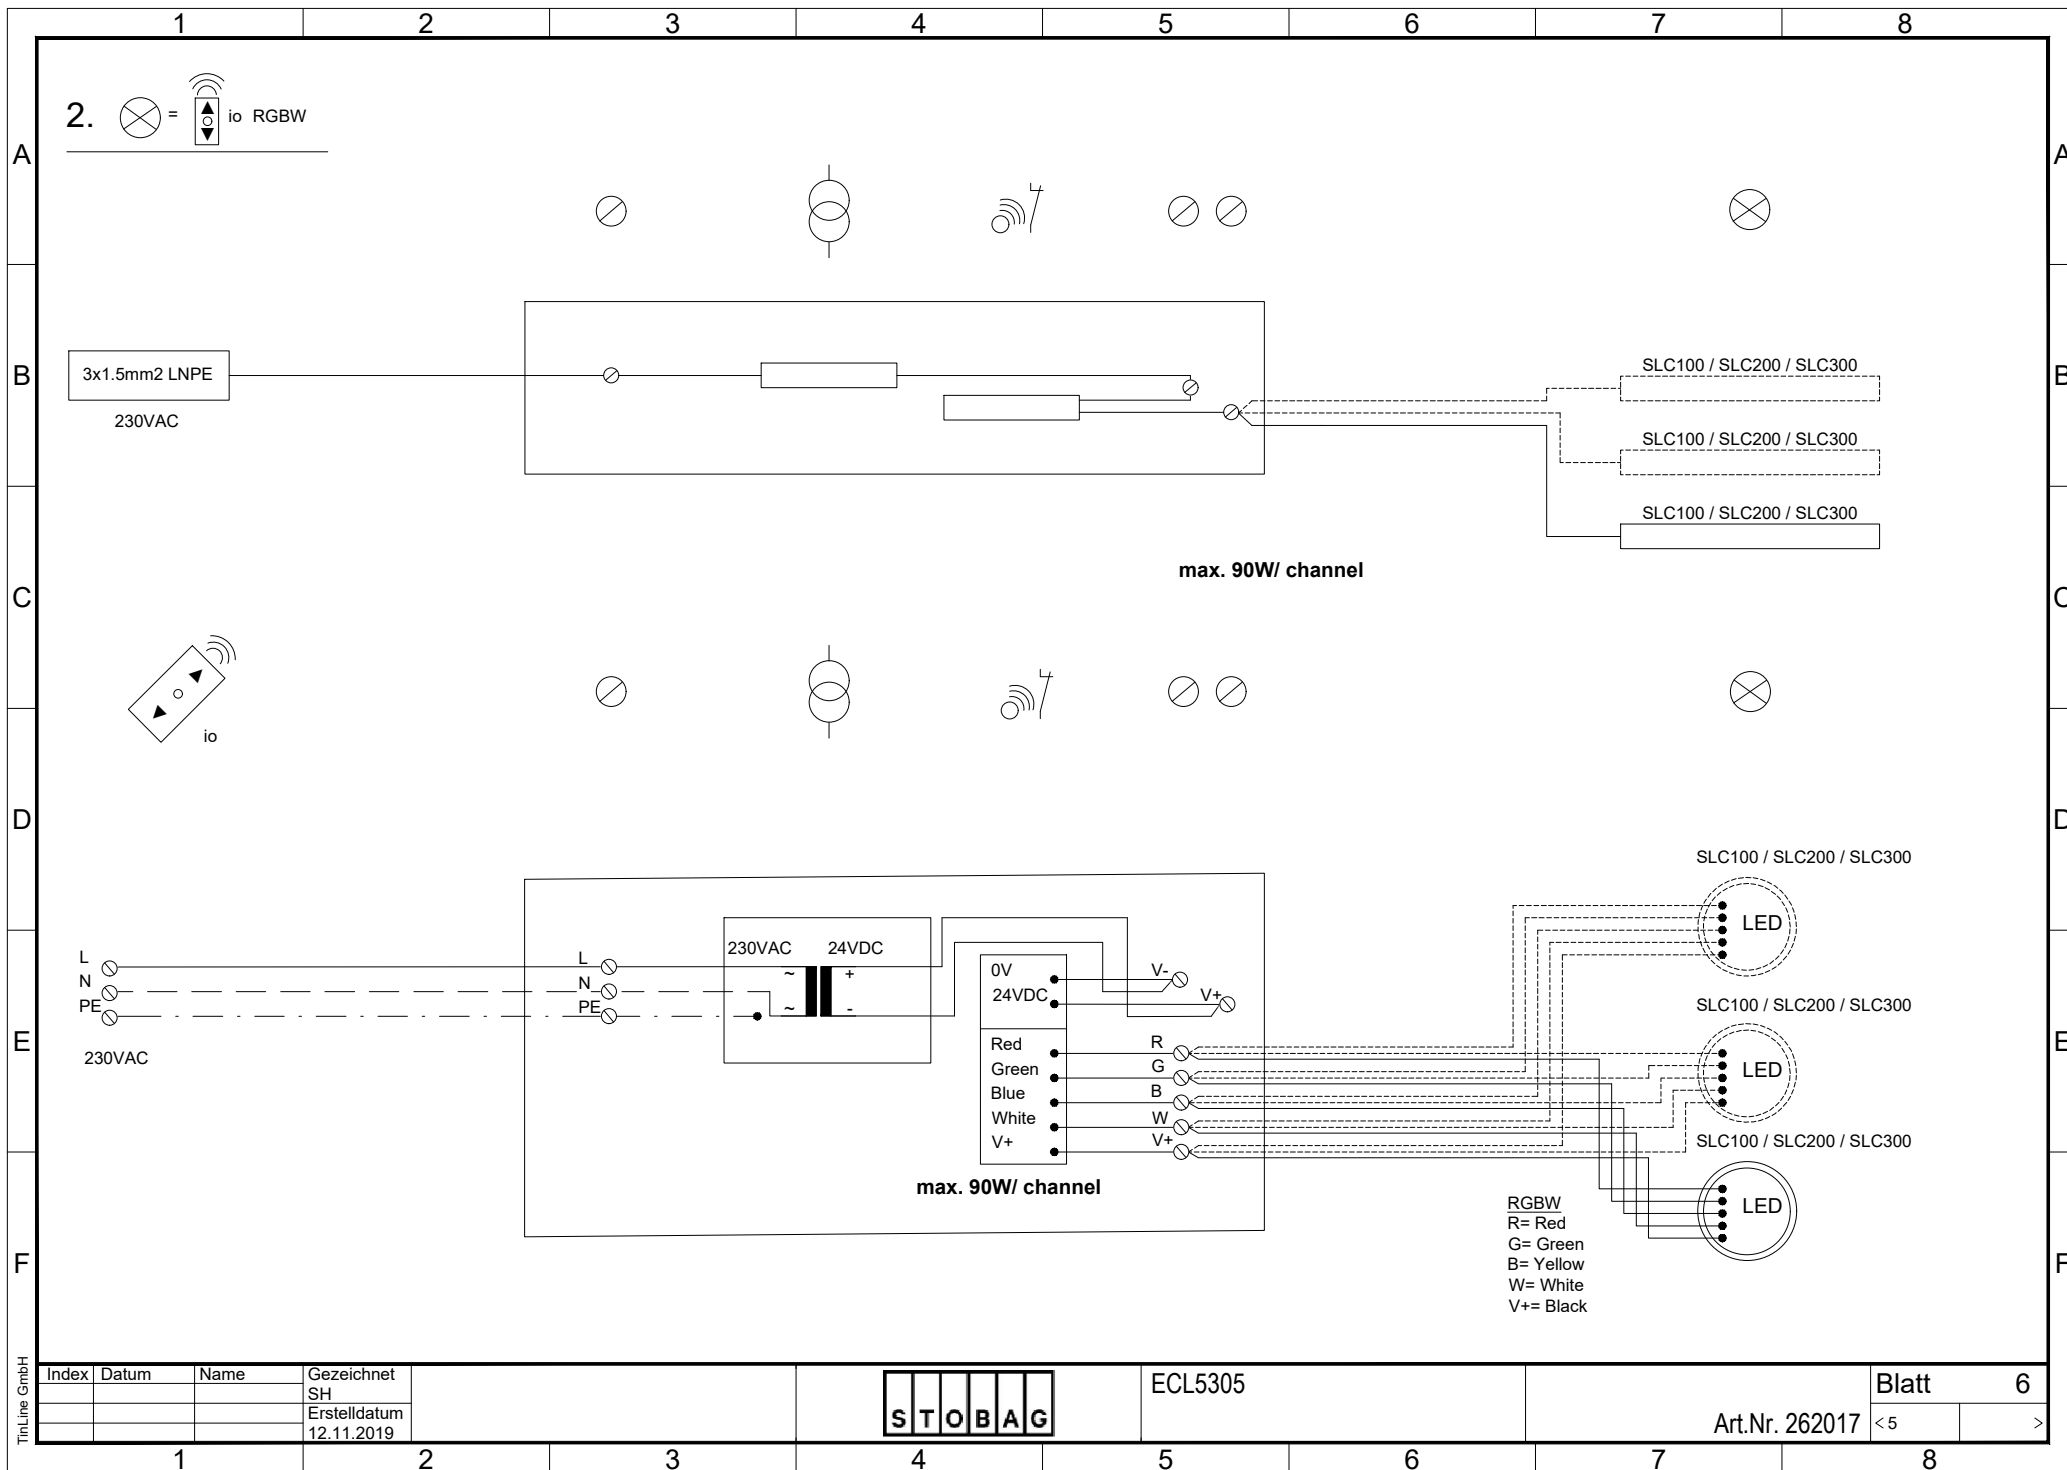 1 2 3 4 5 6 7 8
2. = io RGBW
A A
B B
3x1.5mm2 LNPE
230VAC
SLC100 / SLC200 / SLC300
SLC100 / SLC200 / SLC300
SLC100 / SLC200 / SLC300
max. 90W/ channel
C C
io
D D
SLC100 / SLC200 / SLC300
LED
L
N
PE
230VAC
L
N
PE
230VAC 24VDC
~ +
~ -
0V
24VDC
V-
V+
Red
Green
Blue
White
V+
R
G
B
W
V+
E E
SLC100 / SLC200 / SLC300
LED
SLC100 / SLC200 / SLC300
LED
max. 90W/ channel
RGBW
R= Red
G= Green
B= Yellow
W= White
V+= Black
F F
TinLine GmbH
Index Datum Name Gezeichnet
SH
Erstelldatum
12.11.2019
STOBAG
ECL5305
Art.Nr. 262017
Blatt 6
< 5 >
1 2 3 4 5 6 7 8